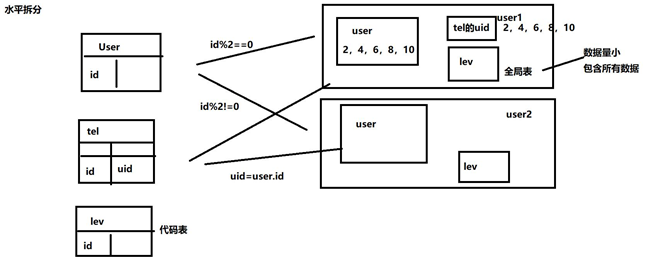 水平拆分
User
id
tel
id
uid
lev
id
代码表
id%2==0
id%2!=0
uid=user.id
user1
user
2，4，6，8，10
tel的uid
2，4，6，8，10
lev
全局表
数据量小
包含所有数据
user2
user
lev